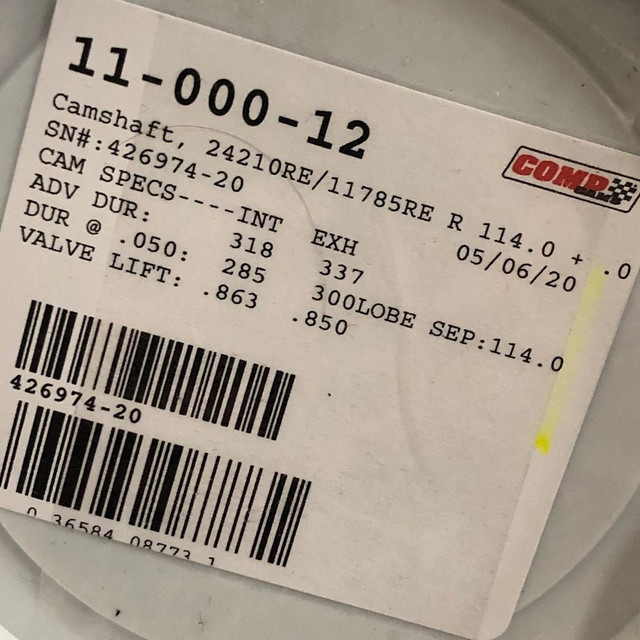 11-000-12
COMP
CAMS
Camshaft, 24210RE/11785RE R 114.0 + .0
SN#:426974-20 05/06/20
CAM SPECS----INT EXH
ADV DUR: 318 337
DUR @ .050: 285 300LOBE SEP:114.0
VALVE LIFT: .863 .850
426974-20
0 36584 08773 1